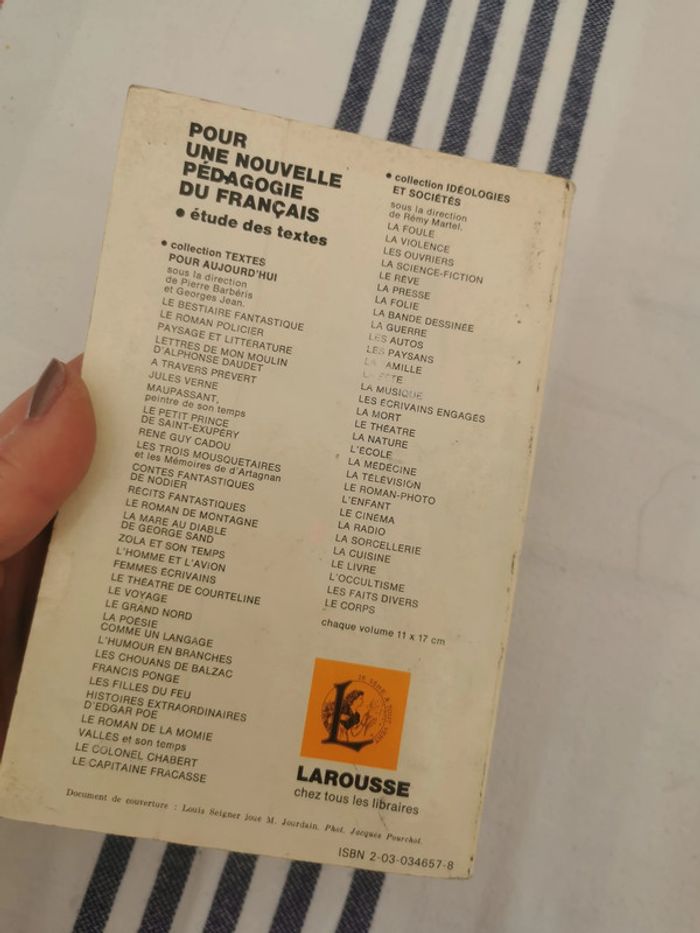 POUR
UNE NOUVELLE
PÉDAGOGIE
DU FRANÇAIS
• étude des textes
• collection TEXTES
POUR AUJOURD'HUI
sous la direction
de Pierre Barbéris
et Georges Jean.
LE BESTIAIRE FANTASTIQUE
LE ROMAN POLICIER
PAYSAGE ET LITTÉRATURE
LETTRES DE MON MOULIN
D'ALPHONSE DAUDET
A TRAVERS PRÉVERT
JULES VERNE
MAUPASSANT,
peintre de son temps
LE PETIT PRINCE
DE SAINT-EXUPÉRY
RENÉ GUY CADOU
LES TROIS MOUSQUETAIRES
et les Mémoires de d'Artagnan
CONTES FANTASTIQUES
DE NODIER
RÉCITS FANTASTIQUES
LE ROMAN DE MONTAGNE
LA MARE AU DIABLE
DE GEORGE SAND
ZOLA ET SON TEMPS
L'HOMME ET L'AVION
FEMMES ÉCRIVAINS
LE THÉATRE DE COURTELINE
LE VOYAGE
LE GRAND NORD
LA POÉSIE
COMME UN LANGAGE
L'HUMOUR EN BRANCHES
LES CHOUANS DE BALZAC
FRANCIS PONGE
LES FILLES DU FEU
HISTOIRES EXTRAORDINAIRES
D'EDGAR POE
LE ROMAN DE LA MOMIE
VALLÈS et son temps
LE COLONEL CHABERT
LE CAPITAINE FRACASSE
• collection IDÉOLOGIES
ET SOCIÉTÉS
sous la direction
de Rémy Martel.
LA FOULE
LA VIOLENCE
LES OUVRIERS
LA SCIENCE-FICTION
LE RÊVE
LA PRESSE
LA FOLIE
LA BANDE DESSINÉE
LA GUERRE
LES AUTOS
LES PAYSANS
LA FAMILLE
LA FÊTE
LA MUSIQUE
LES ÉCRIVAINS ENGAGÉS
LA MORT
LE THÉATRE
LA NATURE
L'ÉCOLE
LA MÉDECINE
LA TÉLÉVISION
LE ROMAN-PHOTO
L'ENFANT
LE CINÉMA
LA RADIO
LA SORCELLERIE
LA CUISINE
LE LIVRE
L'OCCULTISME
LES FAITS DIVERS
LE CORPS
chaque volume 11 x 17 cm
JE SÈME A TOUT VENT
L
LAROUSSE
chez tous les libraires
Document de couverture : Louis Seigner joue M. Jourdain. Phot. Jacques Pourchot.
ISBN 2-03-034657-8